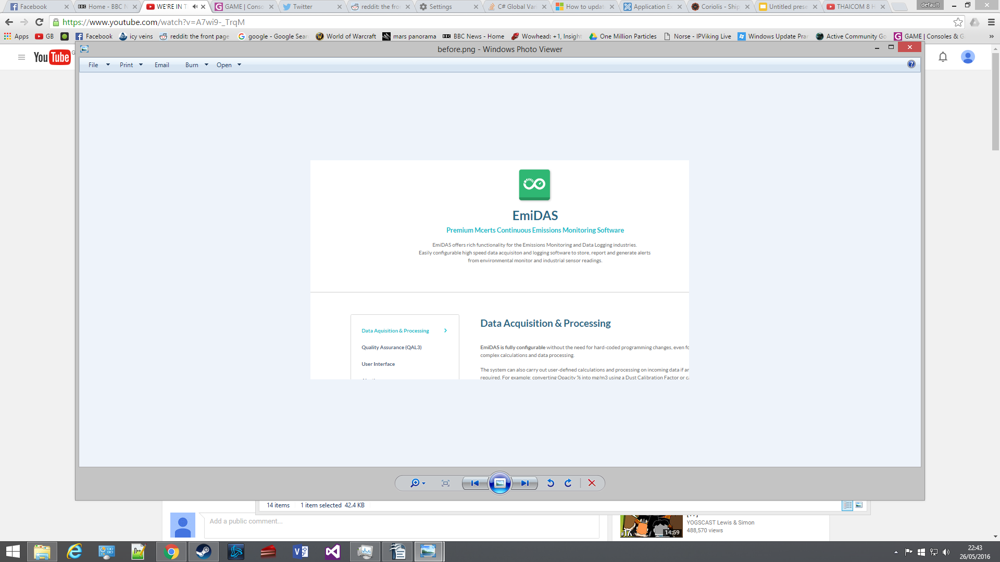 Facebook
Home - BBC N
WE'RE IN T
GAME | Conso
Twitter
reddit: the fro
Settings
C# Global Var
How to updat
Application Ex
Coriolis - Ship
Untitled prese
THAICOM 8 H
default
https://www.youtube.com/watch?v=A7wi9-_TrqM
Apps
GB
Facebook
icy veins
reddit: the front page
google - Google Sear
World of Warcraft
mars panorama
BBC News - Home
Wowhead: +1, Insight
One Million Particles
Norse - IPViking Live
Windows Update Pra
Active Community Go
GAME | Consoles & G
»
YouTube
before.png - Windows Photo Viewer
File
Print
Email
Burn
Open
EmiDAS
Premium Mcerts Continuous Emissions Monitoring Software
EmiDAS offers rich functionality for the Emissions Monitoring and Data Logging industries.
Easily configurable high speed data acquisiton and logging software to store, report and generate alerts
from environmental monitor and industrial sensor readings.
Data Aquisition & Processing
Quality Assurance (QAL3)
User Interface
Data Acquisition & Processing
EmiDAS is fully configurable without the need for hard-coded programming changes, even fo
complex calculations and data processing.
The system can also carry out user-defined calculations and processing on incoming data if ar
required. For example: converting Opacity % into mg/m3 using a Dust Calibration Factor or ca
14 items
1 item selected 42.4 KB
Add a public comment...
#17
14:59
YOGSCAST Lewis & Simon
488,570 views
22:43
26/05/2016